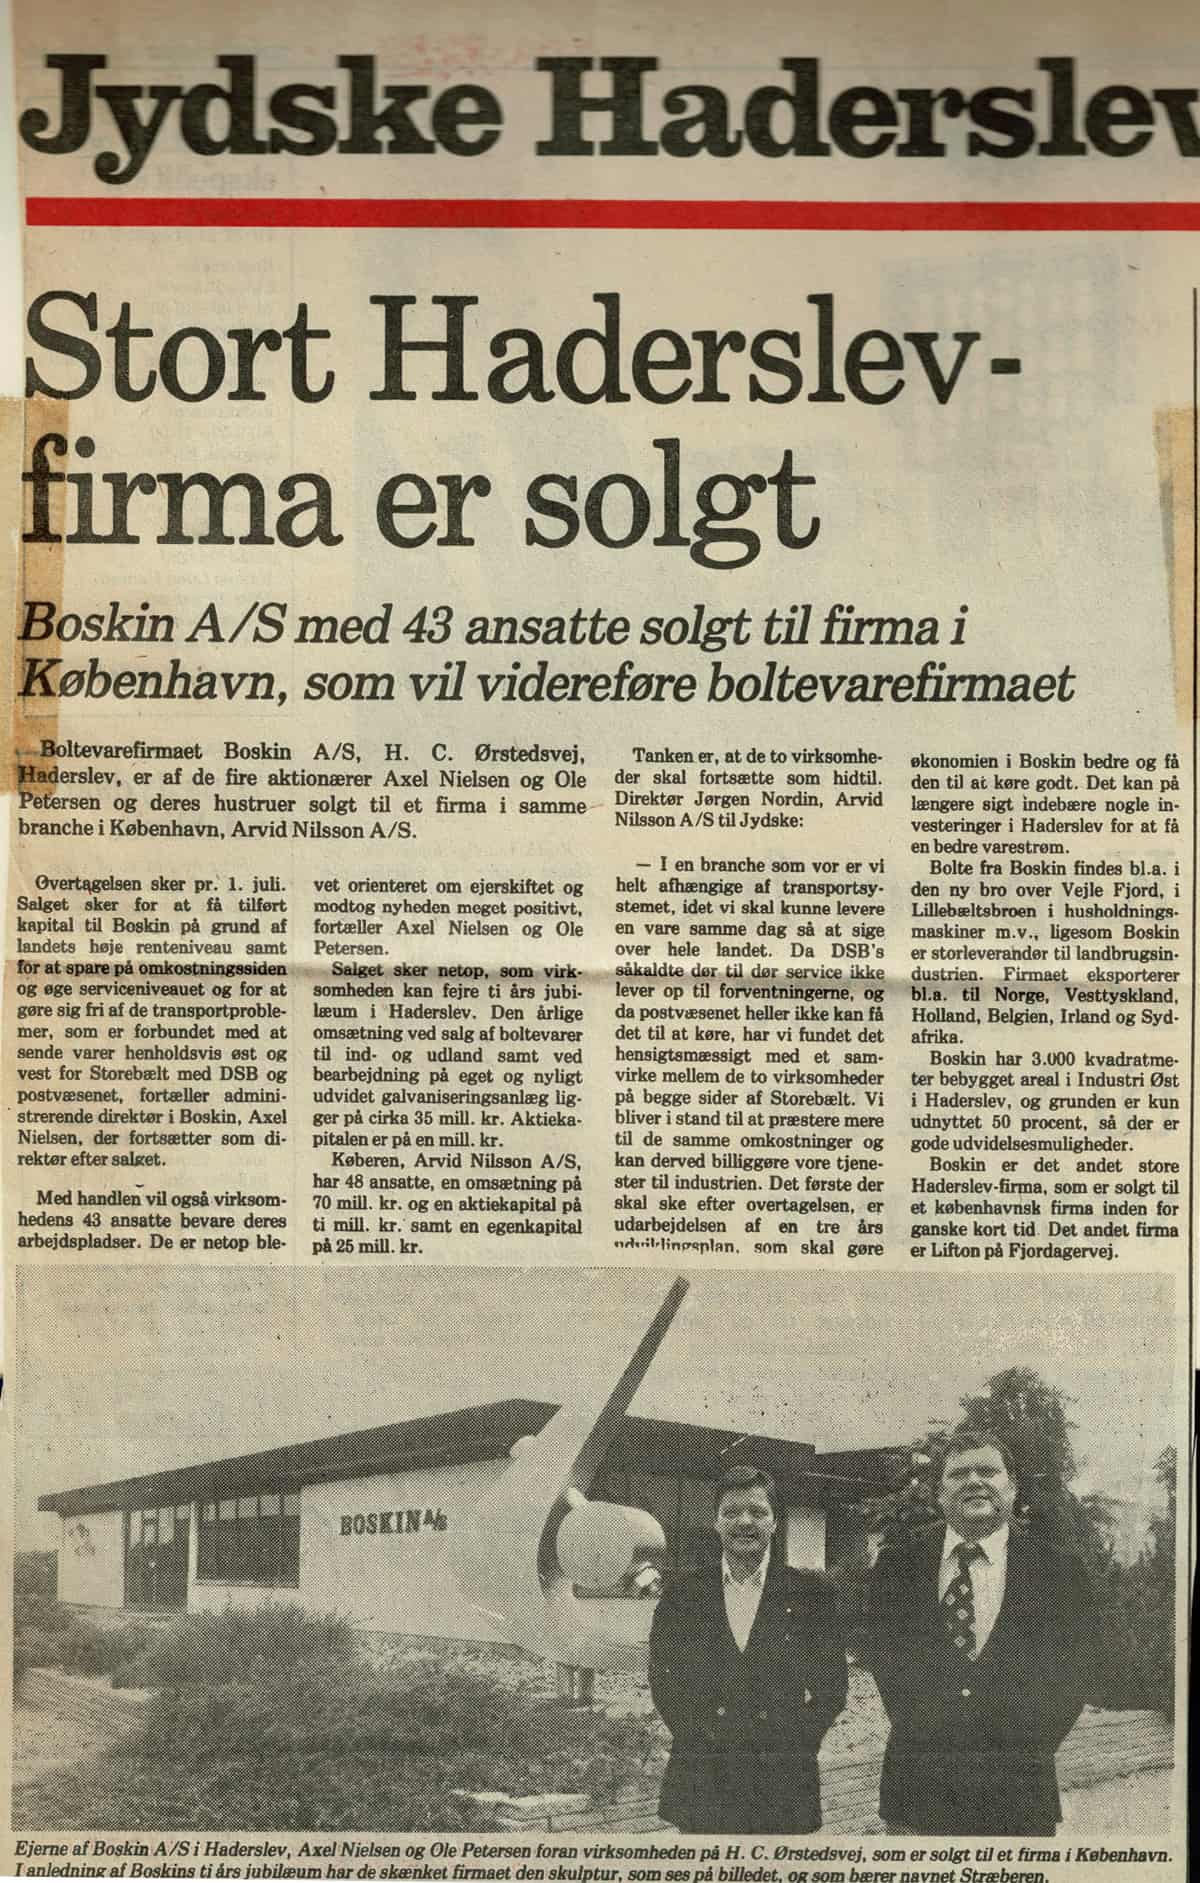 Jydske Haderslev
Stort Haderslev-
firma er solgt
Boskin A/S med 43 ansatte solgt til firma i
København, som vil videreføre boltevarefirmaet
Boltevarefirmaet Boskin A/S, H. C. Ørstedsvej,
Haderslev, er af de fire aktionærer Axel Nielsen og Ole
Petersen og deres hustruer solgt til et firma i samme
branche i København, Arvid Nilsson A/S.
Overtagelsen sker pr. 1. juli.
Salget sker for at få tilført
kapital til Boskin på grund af
landets høje renteniveau samt
for at spare på omkostningssiden
og øge serviceniveauet og for at
gøre sig fri af de transportproble-
mer, som er forbundet med at
sende varer henholdsvis øst og
vest for Storebælt med DSB og
postvæsenet, fortæller admini-
strerende direktør i Boskin, Axel
Nielsen, der fortsætter som di-
rektør efter salget.
Med handlen vil også virksom-
hedens 43 ansatte bevare deres
arbejdspladser. De er netop ble-
vet orienteret om ejerskiftet og
modtog nyheden meget positivt,
fortæller Axel Nielsen og Ole
Petersen.
Salget sker netop, som virk-
somheden kan fejre ti års jubi-
læum i Haderslev. Den årlige
omsætning ved salg af boltevarer
til ind- og udland samt ved
bearbejdning på eget og nyligt
udvidet galvaniseringsanlæg lig-
ger på cirka 35 mill. kr. Aktieka-
pitalen er på en mill. kr.
Køberen, Arvid Nilsson A/S,
har 48 ansatte, en omsætning på
70 mill. kr. og en aktiekapital på
ti mill. kr. samt en egenkapital
på 25 mill. kr.
Tanken er, at de to virksomhe-
der skal fortsætte som hidtil.
Direktør Jørgen Nordin, Arvid
Nilsson A/S til Jydske:
— I en branche som vor er vi
helt afhængige af transportsy-
stemet, idet vi skal kunne levere
en vare samme dag så at sige
over hele landet. Da DSB's
såkaldte dør til dør service ikke
lever op til forventningerne, og
da postvæsenet heller ikke kan få
det til at køre, har vi fundet det
hensigtsmæssigt med et sam-
virke mellem de to virksomheder
på begge sider af Storebælt. Vi
bliver i stand til at præstere mere
til de samme omkostninger og
kan derved billiggøre vore tjene-
ster til industrien. Det første der
skal ske efter overtagelsen, er
udarbejdelsen af en tre års
udviklingsplan, som skal gøre
økonomien i Boskin bedre og få
den til at køre godt. Det kan på
længere sigt indebære nogle in-
vesteringer i Haderslev for at få
en bedre varestrøm.
Bolte fra Boskin findes bl.a. i
den ny bro over Vejle Fjord, i
Lillebæltsbroen i husholdnings-
maskiner m.v., ligesom Boskin
er storleverandør til landbrugsin-
dustrien. Firmaet eksporterer
bl.a. til Norge, Vesttyskland,
Holland, Belgien, Irland og Syd-
afrika.
Boskin har 3.000 kvadratme-
ter bebygget areal i Industri Øst
i Haderslev, og grunden er kun
udnyttet 50 procent, så der er
gode udvidelsesmuligheder.
Boskin er det andet store
Haderslev-firma, som er solgt til
et københavnsk firma inden for
ganske kort tid. Det andet firma
er Lifton på Fjordagervej.
BOSKIN A/S
Ejerne af Boskin A/S i Haderslev, Axel Nielsen og Ole Petersen foran virksomheden på H. C. Ørstedsvej, som er solgt til et firma i København.
I anledning af Boskins ti års jubilæum har de skænket firmaet den skulptur, som ses på billedet, og som bærer navnet Stræberen.